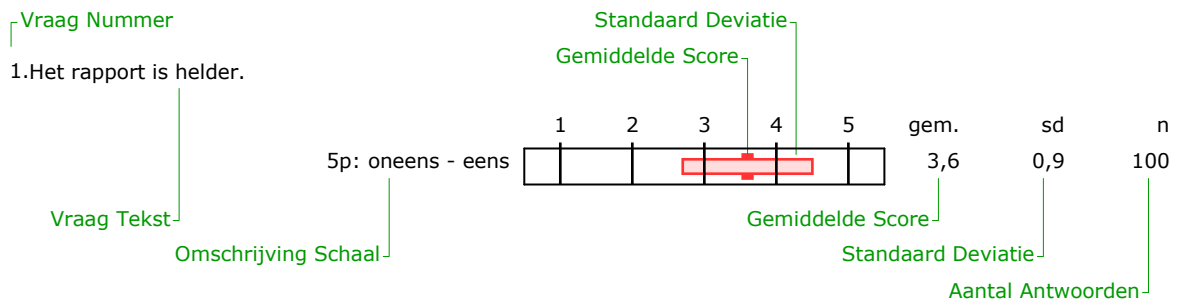 Vraag Nummer
Standaard Deviatie
Gemiddelde Score
1.Het rapport is helder.
1 2 3 4 5 gem. sd n
5p: oneens - eens 3,6 0,9 100
Vraag Tekst
Gemiddelde Score
Omschrijving Schaal
Standaard Deviatie
Aantal Antwoorden